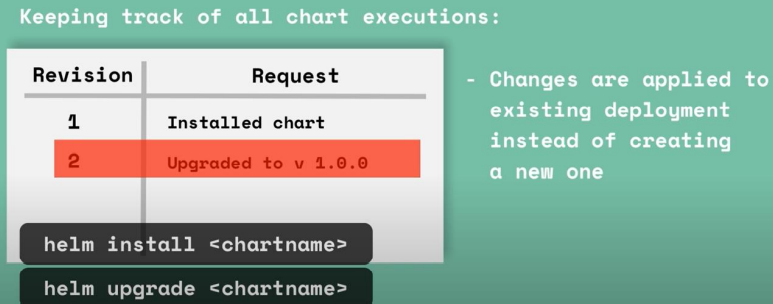 Keeping track of all chart executions:
Revision Request
1 Installed chart
2 Upgraded to v 1.0.0
- Changes are applied to
existing deployment
instead of creating
a new one
helm install <chartname>
helm upgrade <chartname>